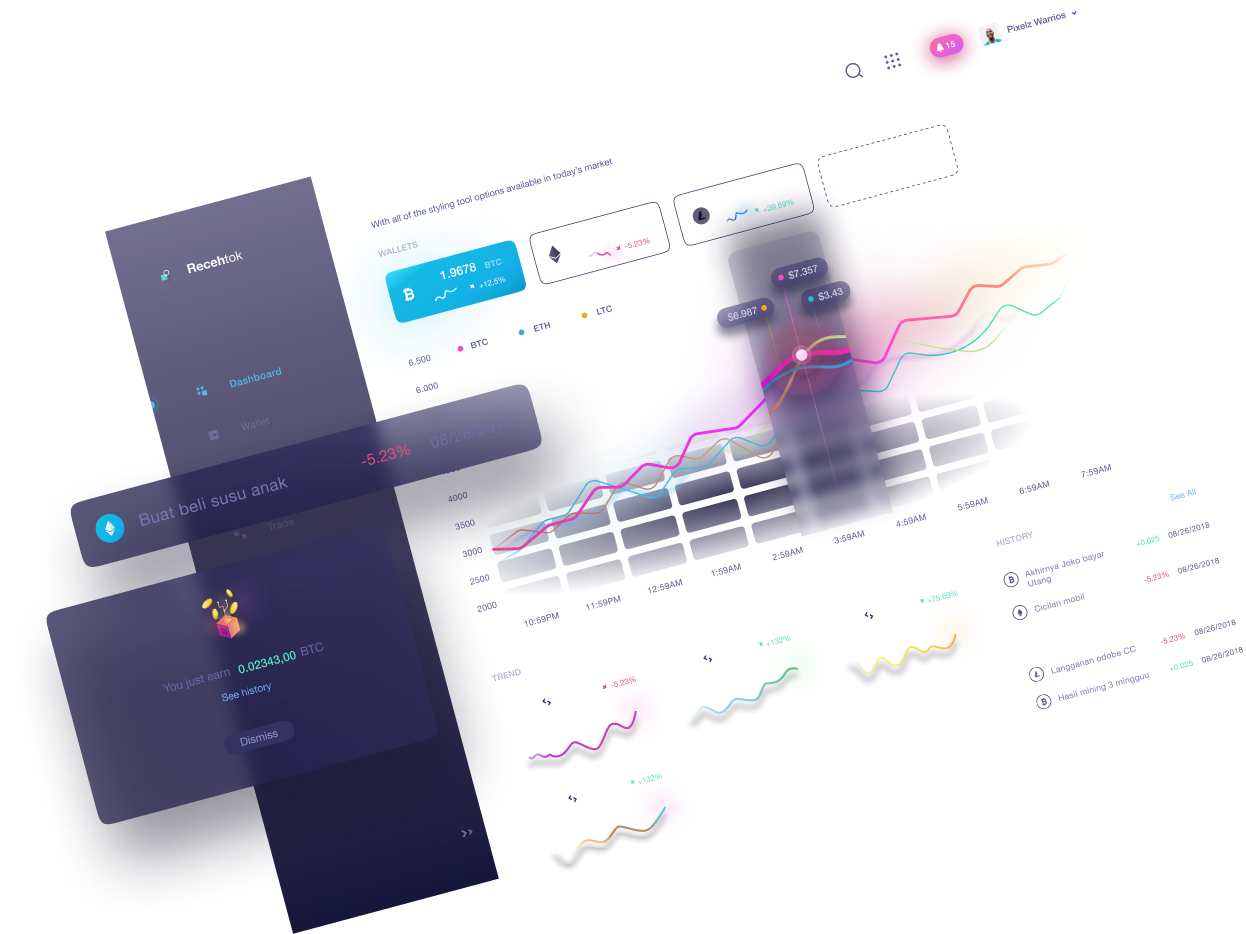 Pixelz Warrios
15
With all of the styling tool options available in today's market
WALLETS
1.9678 BTC
+12,5%
-5.23%
+39.69%
Recehtok
Dashboard
Wallet
Trade
BTC
ETH
LTC
$7.357
$3.43
$6.987
6.500
6.000
4000
3500
3000
2500
2000
10:59PM
11:59PM
12:59AM
1:59AM
2:59AM
3:59AM
4:59AM
5:59AM
6:59AM
7:59AM
Buat beli susu anak
-5.23%
You just earn 0.02343,00 BTC
See history
Dismiss
TREND
-5.23%
+132%
+75.69%
+132%
HISTORY
See All
Akhirnya Joko bayar
Utang
+0.025 08/26/2018
Cicilan mobil
-5.23% 08/26/2018
Langganan odobe CC
-5.23% 08/26/2018
Hasil mining 3 mingguu
+0.025 08/26/2018